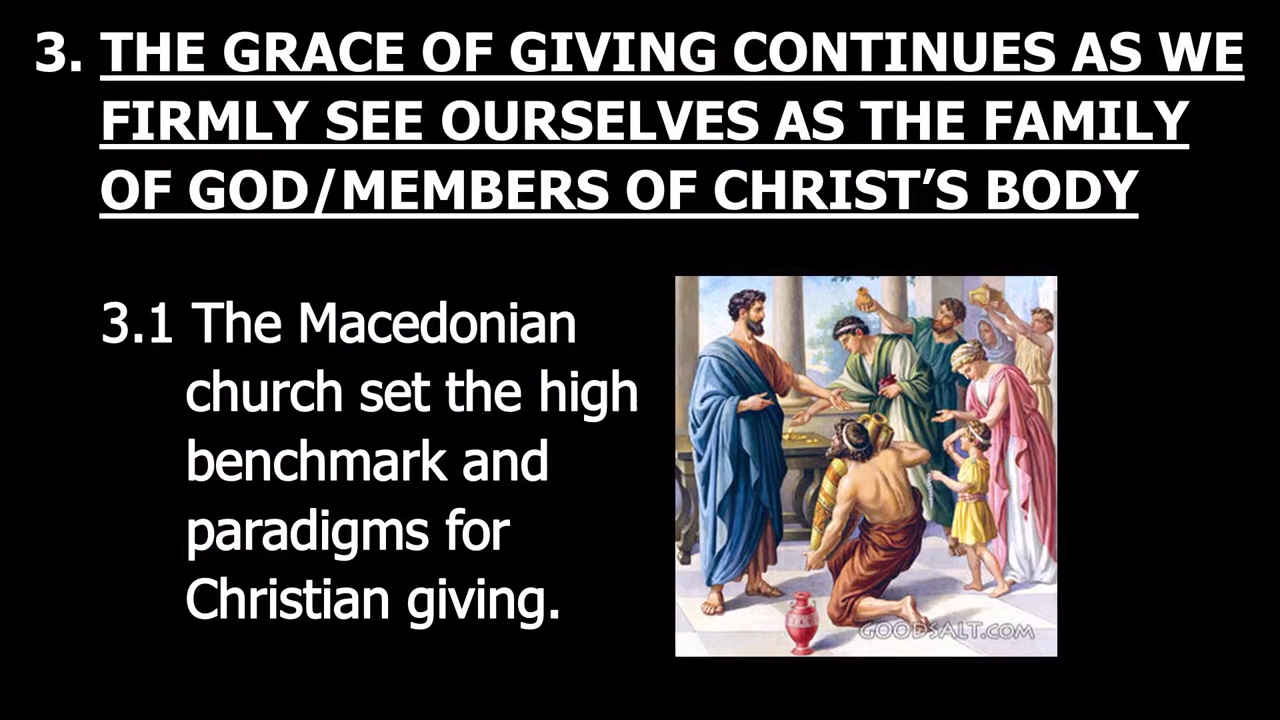 3. THE GRACE OF GIVING CONTINUES AS WE
FIRMLY SEE OURSELVES AS THE FAMILY
OF GOD/MEMBERS OF CHRIST’S BODY
3.1 The Macedonian
church set the high
benchmark and
paradigms for
Christian giving.
GOODSALT.COM